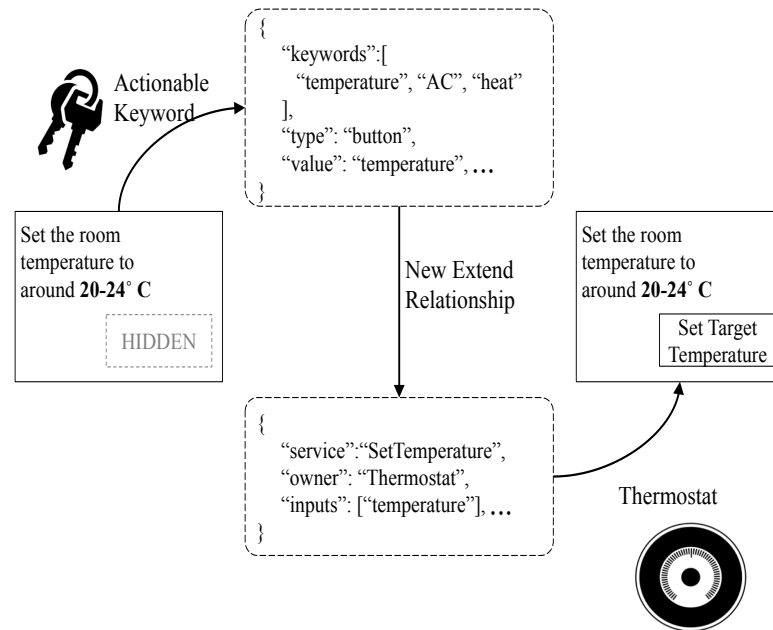 {
“keywords”:[
“temperature”, “AC”, “heat”
],
“type”: “button”,
“value”: “temperature”, ...
}
Actionable
Keyword
Set the room
temperature to
around 20-24° C
HIDDEN
New Extend
Relationship
Set the room
temperature to
around 20-24° C
Set Target
Temperature
{
“service”:“SetTemperature”,
“owner”: “Thermostat”,
“inputs”: [“temperature”], ...
}
Thermostat